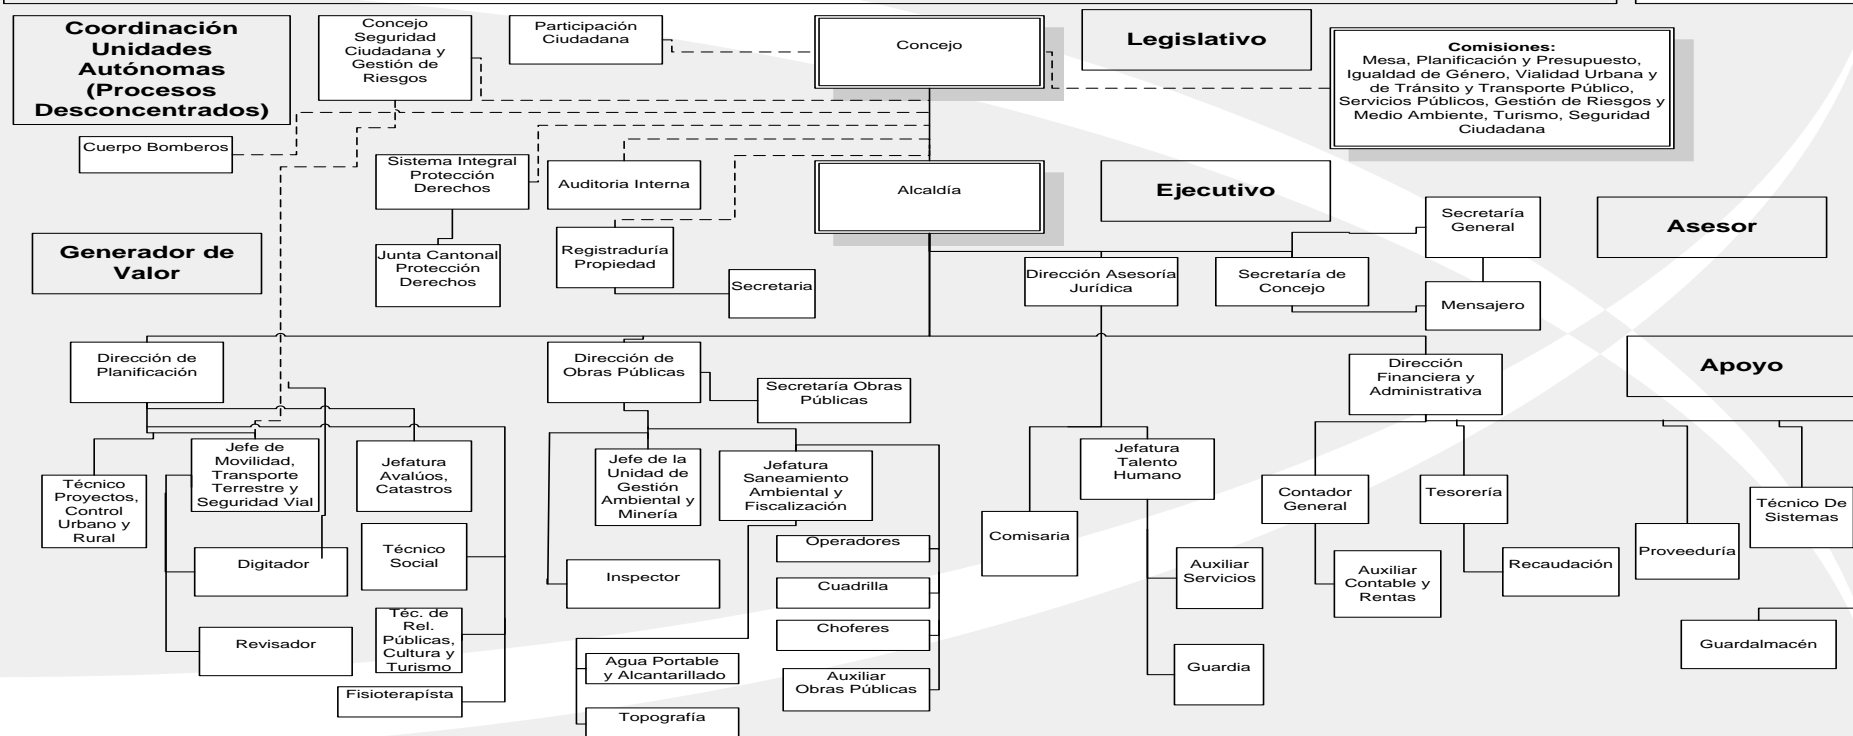 Coordinación
Unidades
Autónomas
(Procesos
Desconcentrados)
Concejo
Seguridad
Ciudadana y
Gestión de
Riesgos
Participación
Ciudadana
Concejo
Legislativo
Comisiones:
Mesa, Planificación y Presupuesto,
Igualdad de Género, Vialidad Urbana y
de Tránsito y Transporte Público,
Servicios Públicos, Gestión de Riesgos y
Medio Ambiente, Turismo, Seguridad
Ciudadana
Cuerpo Bomberos
Sistema Integral
Protección
Derechos
Auditoria Interna
Alcaldía
Ejecutivo
Secretaría
General
Asesor
Generador de
Valor
Junta Cantonal
Protección
Derechos
Registraduría
Propiedad
Secretaria
Dirección Asesoría
Jurídica
Secretaría de
Concejo
Mensajero
Dirección de
Planificación
Dirección de
Obras Públicas
Secretaría Obras
Públicas
Dirección
Financiera y
Administrativa
Apoyo
Técnico
Proyectos,
Control
Urbano y
Rural
Jefe de
Movilidad,
Transporte
Terrestre y
Seguridad Vial
Jefatura
Avalúos,
Catastros
Jefe de la
Unidad de
Gestión
Ambiental y
Minería
Jefatura
Saneamiento
Ambiental y
Fiscalización
Jefatura
Talento
Humano
Contador
General
Tesorería
Técnico De
Sistemas
Comisaria
Digitador
Técnico
Social
Inspector
Operadores
Cuadrilla
Choferes
Auxiliar
Obras Públicas
Auxiliar
Servicios
Auxiliar
Contable y
Rentas
Recaudación
Proveeduría
Revisador
Téc. de
Rel.
Públicas,
Cultura y
Turismo
Fisioterapísta
Agua Portable
y Alcantarillado
Topografía
Guardia
Guardalmacén